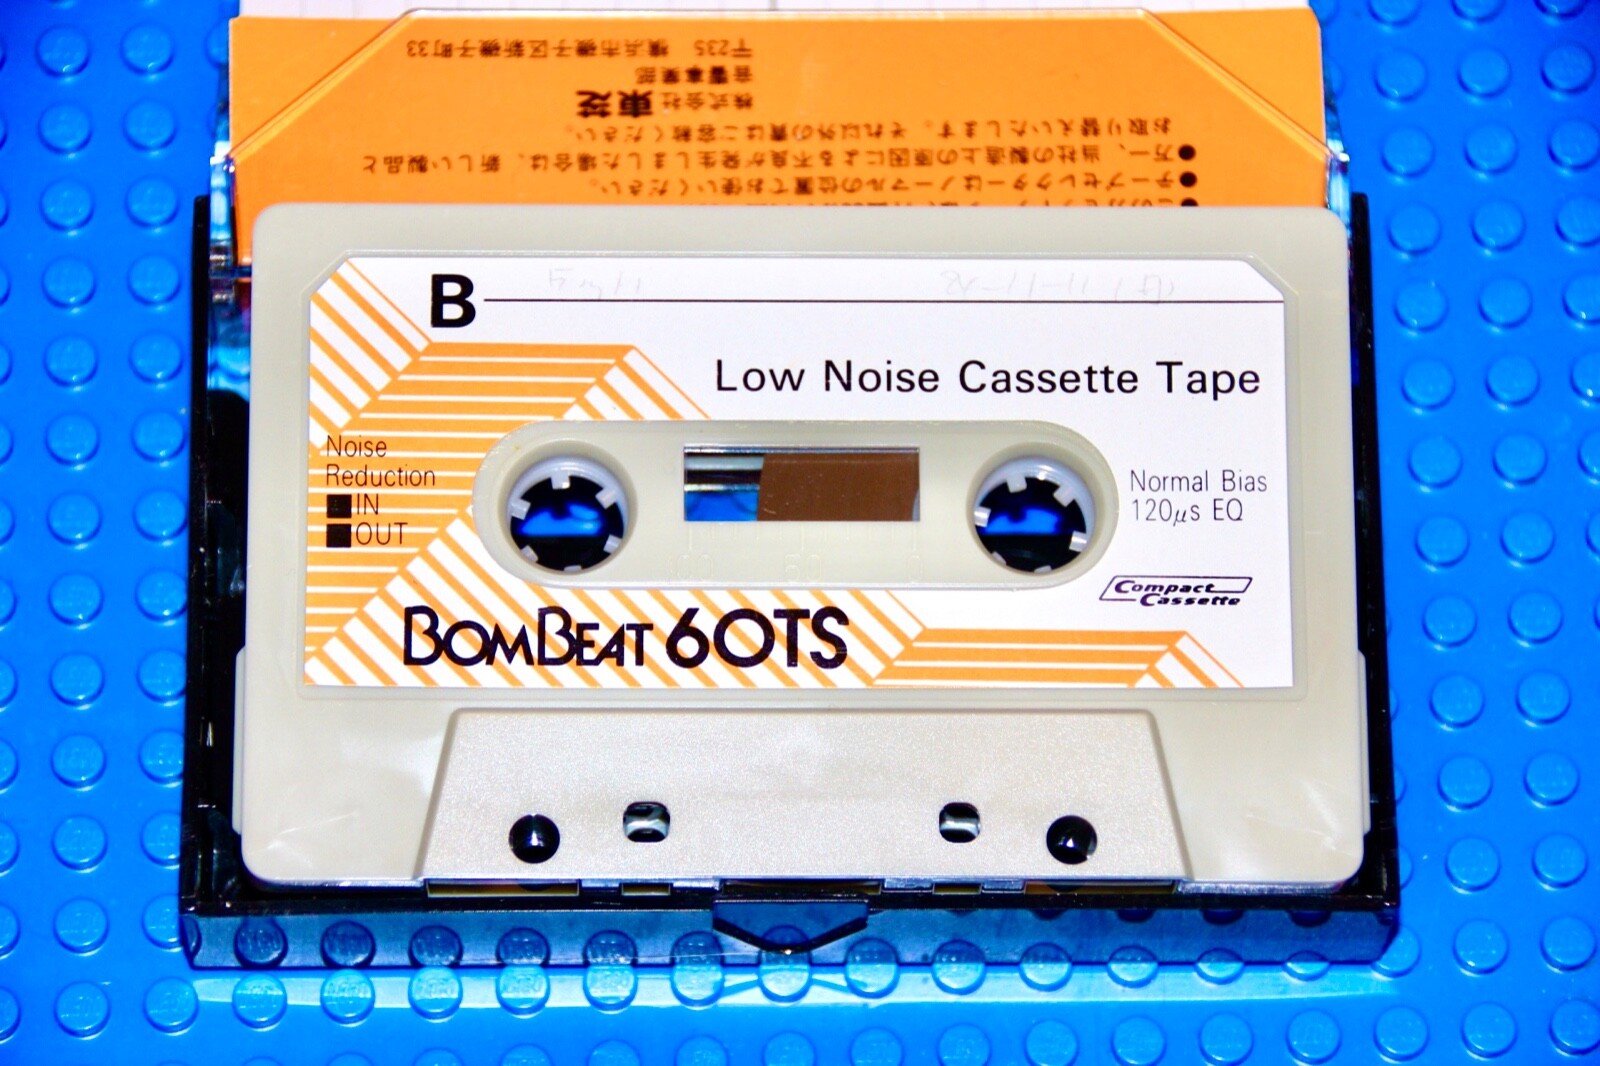 〒235 横浜市磯子区新磯子町33
音響事業部
株式会社 東芝
お取り替えいたします。それ以外の責はご容赦ください。
●万一、当社の製造上の原因による不良が発生しました場合は、新しい製品と
●テープセレクターはノーマルの位置でお使いください。
B
Low Noise Cassette Tape
Noise
Reduction
■IN
■OUT
Normal Bias
120μs EQ
Compact
Cassette
BOMBEAT 60TS